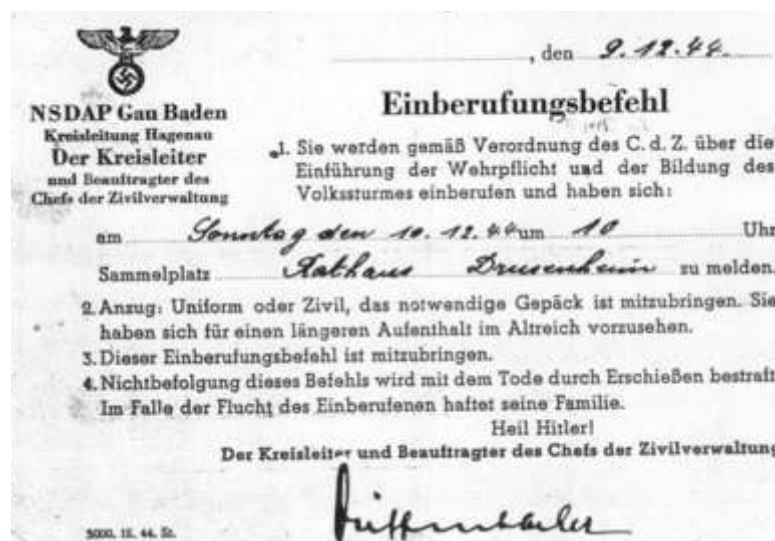 , den 9.12.44.
NSDAP Gau Baden
Kreisleitung Hagenau
Der Kreisleiter
und Beauftragter des
Chefs der Zivilverwaltung
Einberufungsbefehl
1. Sie werden gemäß Verordnung des C. d. Z. über die
Einführung der Wehrpflicht und der Bildung des
Volkssturmes einberufen und haben sich:
am Sonntag den 10. 12. 44 um 10 Uhr
Sammelplatz Rathaus Drusenheim zu melden.
2. Anzug: Uniform oder Zivil, das notwendige Gepäck ist mitzubringen. Sie
haben sich für einen längeren Aufenthalt im Altreich vorzusehen.
3. Dieser Einberufungsbefehl ist mitzubringen.
4. Nichtbefolgung dieses Befehls wird mit dem Tode durch Erschießen bestraft
Im Falle der Flucht des Einberufenen haftet seine Familie.
Heil Hitler!
Der Kreisleiter und Beauftragter des Chefs der Zivilverwaltung